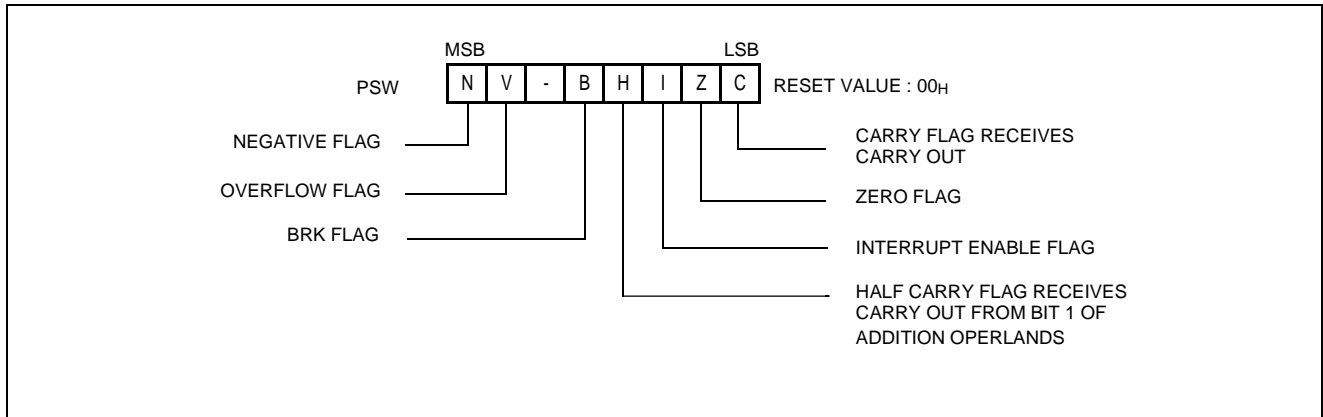 MSB LSB
PSW N V - B H I Z C RESET VALUE : 00H
NEGATIVE FLAG
OVERFLOW FLAG
BRK FLAG
CARRY FLAG RECEIVES
CARRY OUT
ZERO FLAG
INTERRUPT ENABLE FLAG
HALF CARRY FLAG RECEIVES
CARRY OUT FROM BIT 1 OF
ADDITION OPERLANDS